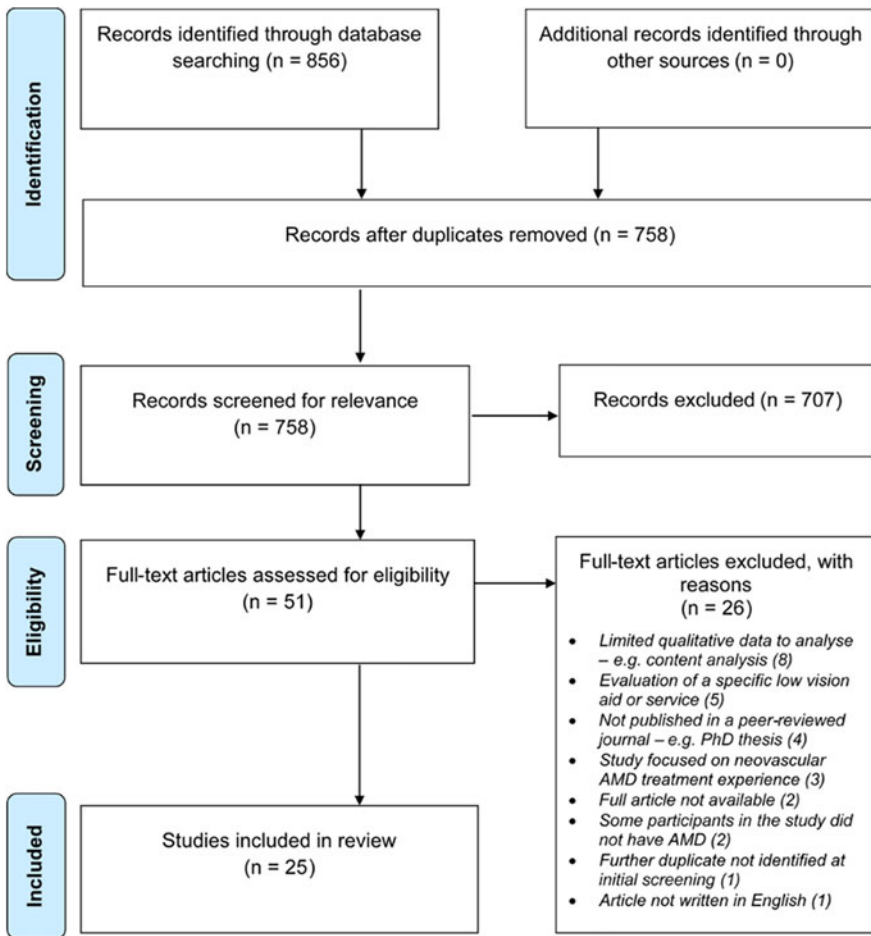 Identification
Records identified through database
searching (n = 856)
Additional records identified through
other sources (n = 0)
Records after duplicates removed (n = 758)
Screening
Records screened for relevance
(n = 758)
Records excluded (n = 707)
Eligibility
Full-text articles assessed for eligibility
(n = 51)
Full-text articles excluded, with
reasons
(n = 26)
• Limited qualitative data to analyse
– e.g. content analysis (8)
• Evaluation of a specific low vision
aid or service (5)
• Not published in a peer-reviewed
journal – e.g. PhD thesis (4)
• Study focused on neovascular
AMD treatment experience (3)
• Full article not available (2)
• Some participants in the study did
not have AMD (2)
• Further duplicate not identified at
initial screening (1)
• Article not written in English (1)
Included
Studies included in review
(n = 25)